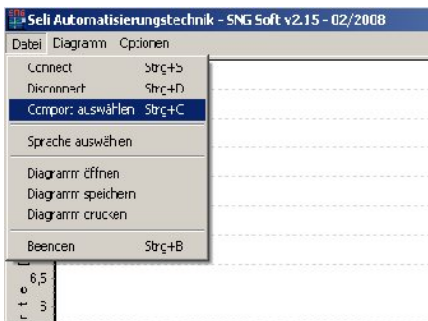 Seli Automatisierungstechnik - SNG Soft v2.15 - 02/2008
Datei Diagramm Optionen
Connect Strg+S
Disconnect Strg+D
Comport auswählen Strg+C
Sprache auswählen
Diagramm öffnen
Diagramm speichern
Diagramm drucken
Beenden Strg+B
6,5